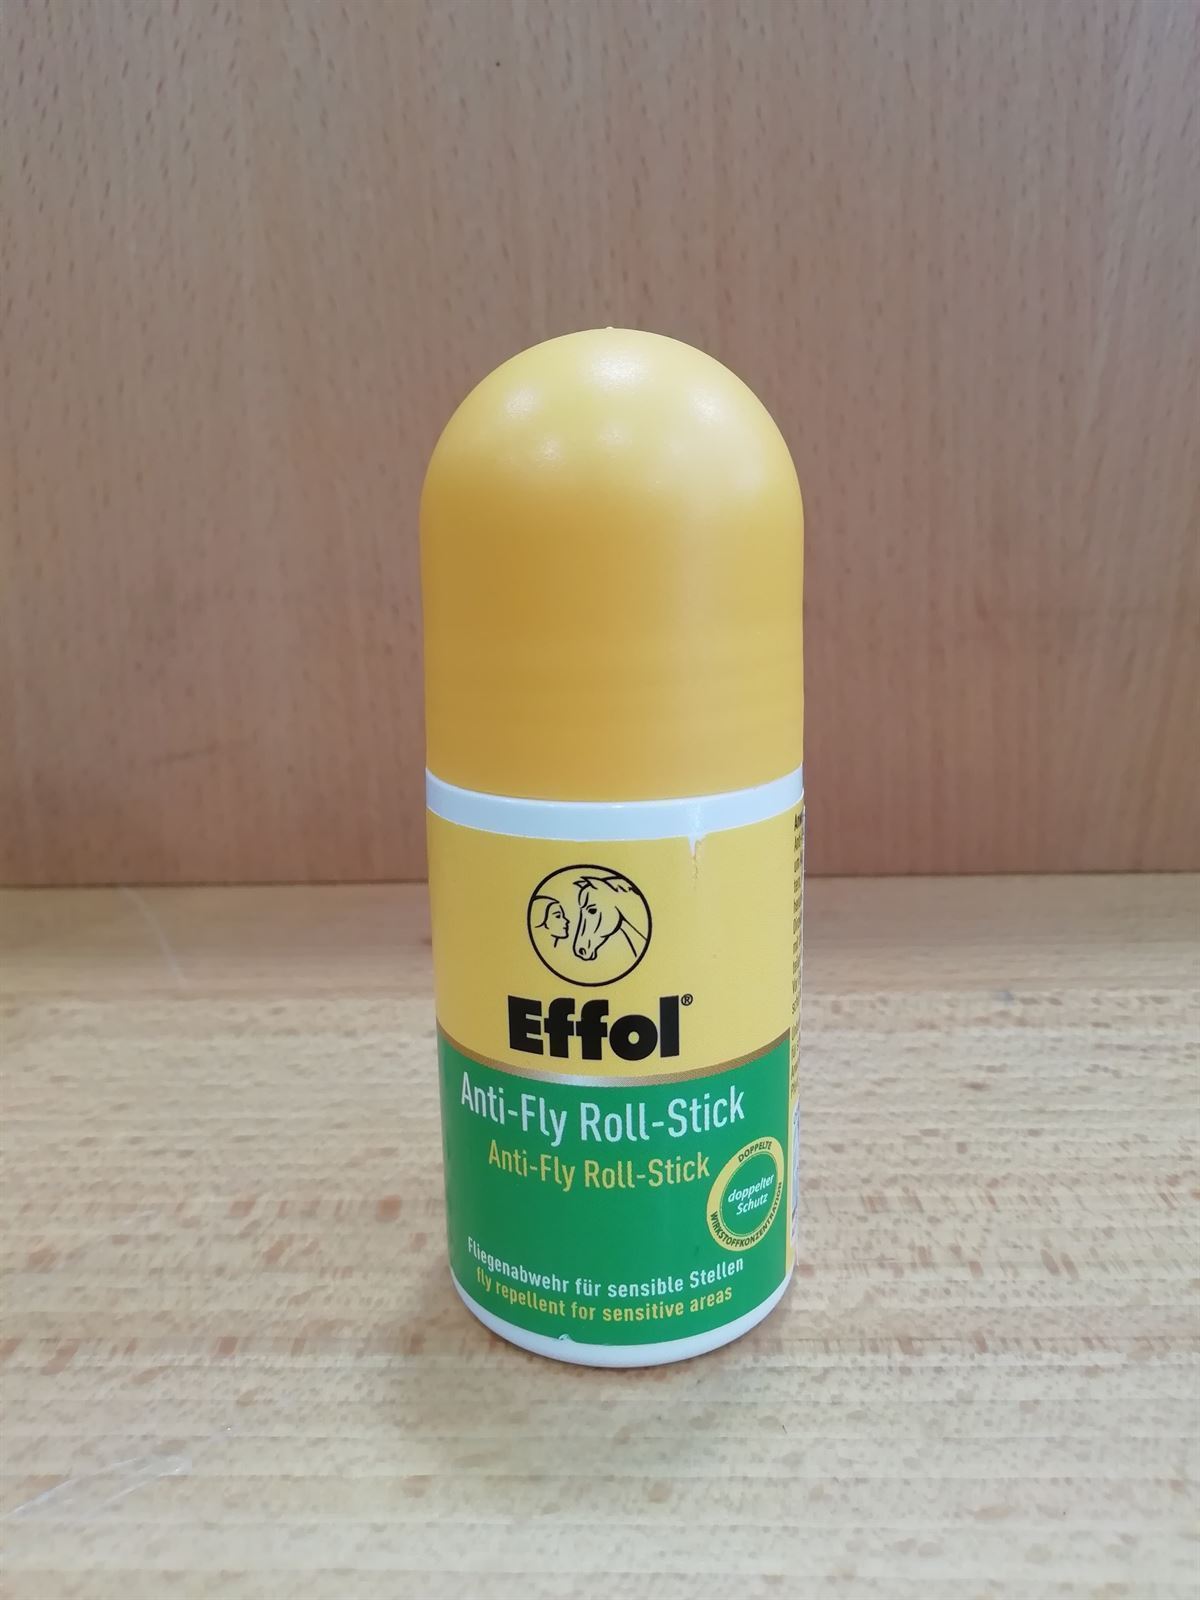 Effol®
Anti-Fly Roll-Stick
Anti-Fly Roll-Stick
DOPPELTE
doppelter
Schutz
WIRKSTOFFKONZENTRATION
Fliegenabwehr für sensible Stellen
fly repellent for sensitive areas